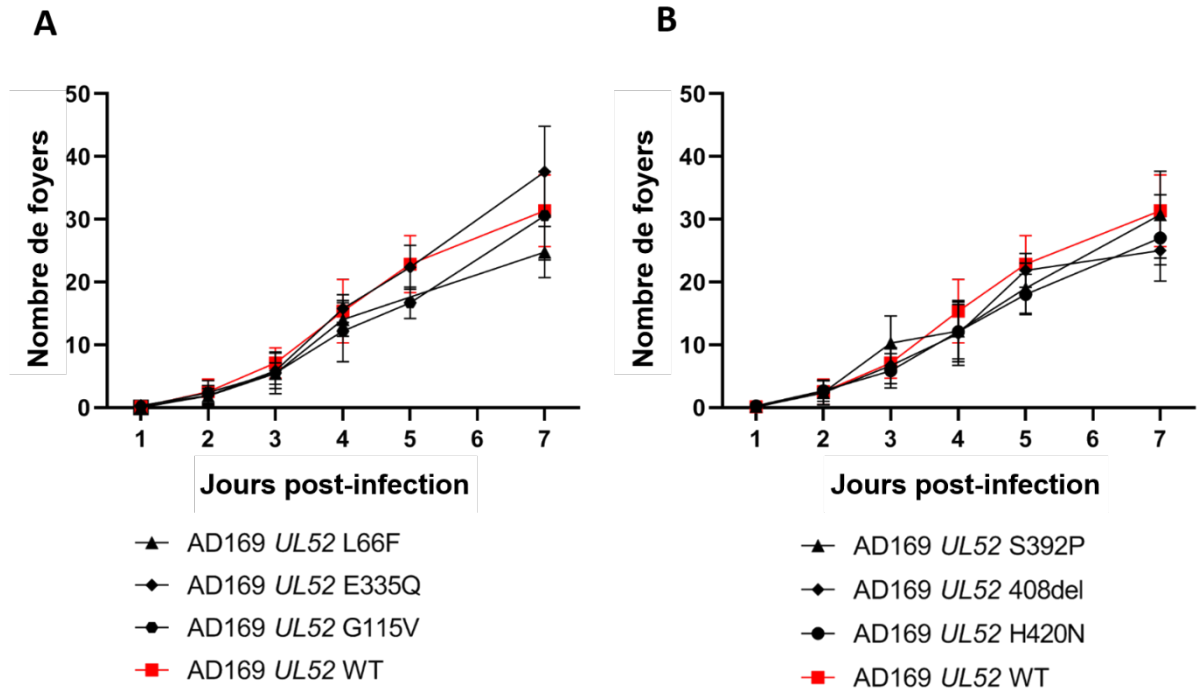 A
Nombre de foyers
50
40
30
20
10
0
1 2 3 4 5 6 7
Jours post-infection
AD169 UL52 L66F
AD169 UL52 E335Q
AD169 UL52 G115V
AD169 UL52 WT
B
Nombre de foyers
50
40
30
20
10
0
1 2 3 4 5 6 7
Jours post-infection
AD169 UL52 S392P
AD169 UL52 408del
AD169 UL52 H420N
AD169 UL52 WT